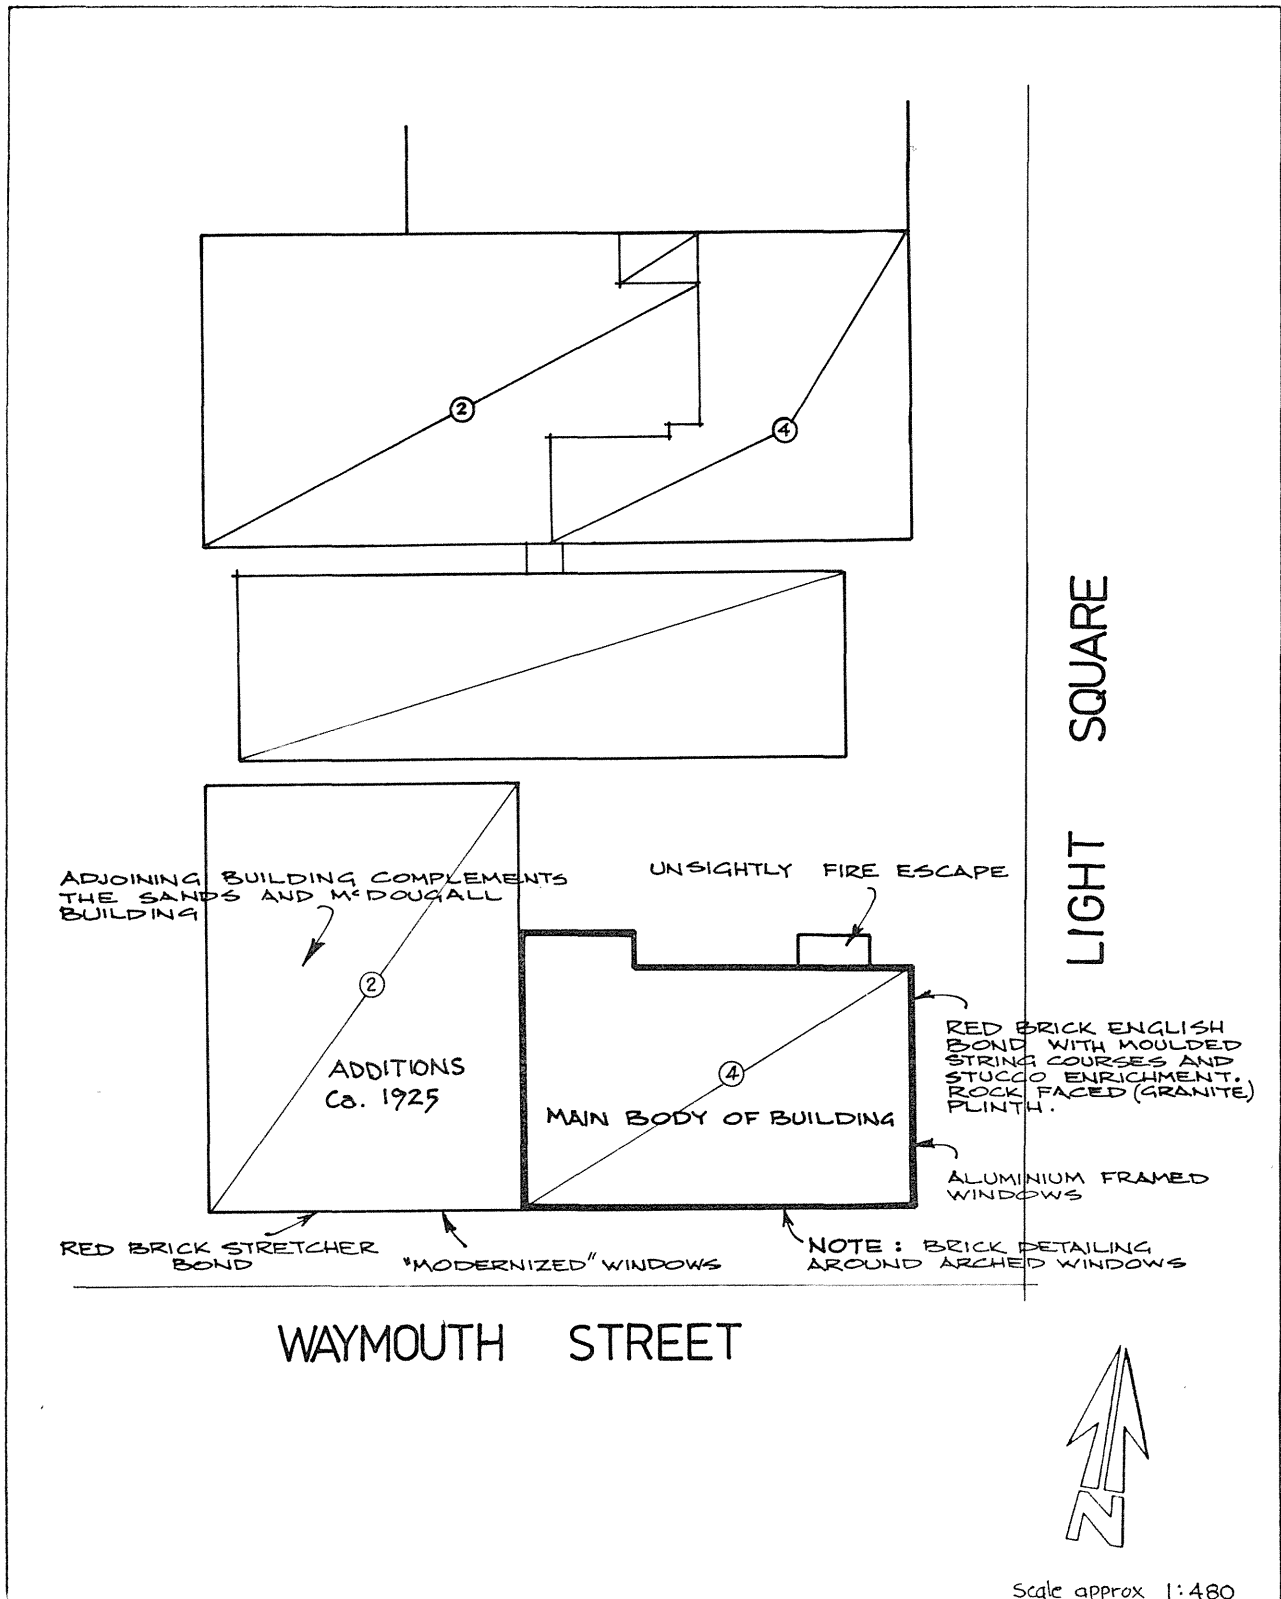 2
4
SQUARE
LIGHT
ADJOINING BUILDING COMPLEMENTS
THE SANDS AND McDOUGALL
BUILDING
UNSIGHTLY FIRE ESCAPE
2
ADDITIONS
Ca. 1925
4
MAIN BODY OF BUILDING
RED BRICK ENGLISH
BOND WITH MOULDED
STRING COURSES AND
STUCCO ENRICHMENT.
ROCK FACED (GRANITE)
PLINTH.
ALUMINIUM FRAMED
WINDOWS
RED BRICK STRETCHER
BOND
"MODERNIZED" WINDOWS
NOTE : BRICK DETAILING
AROUND ARCHED WINDOWS
WAYMOUTH STREET
N
Scale approx 1:480